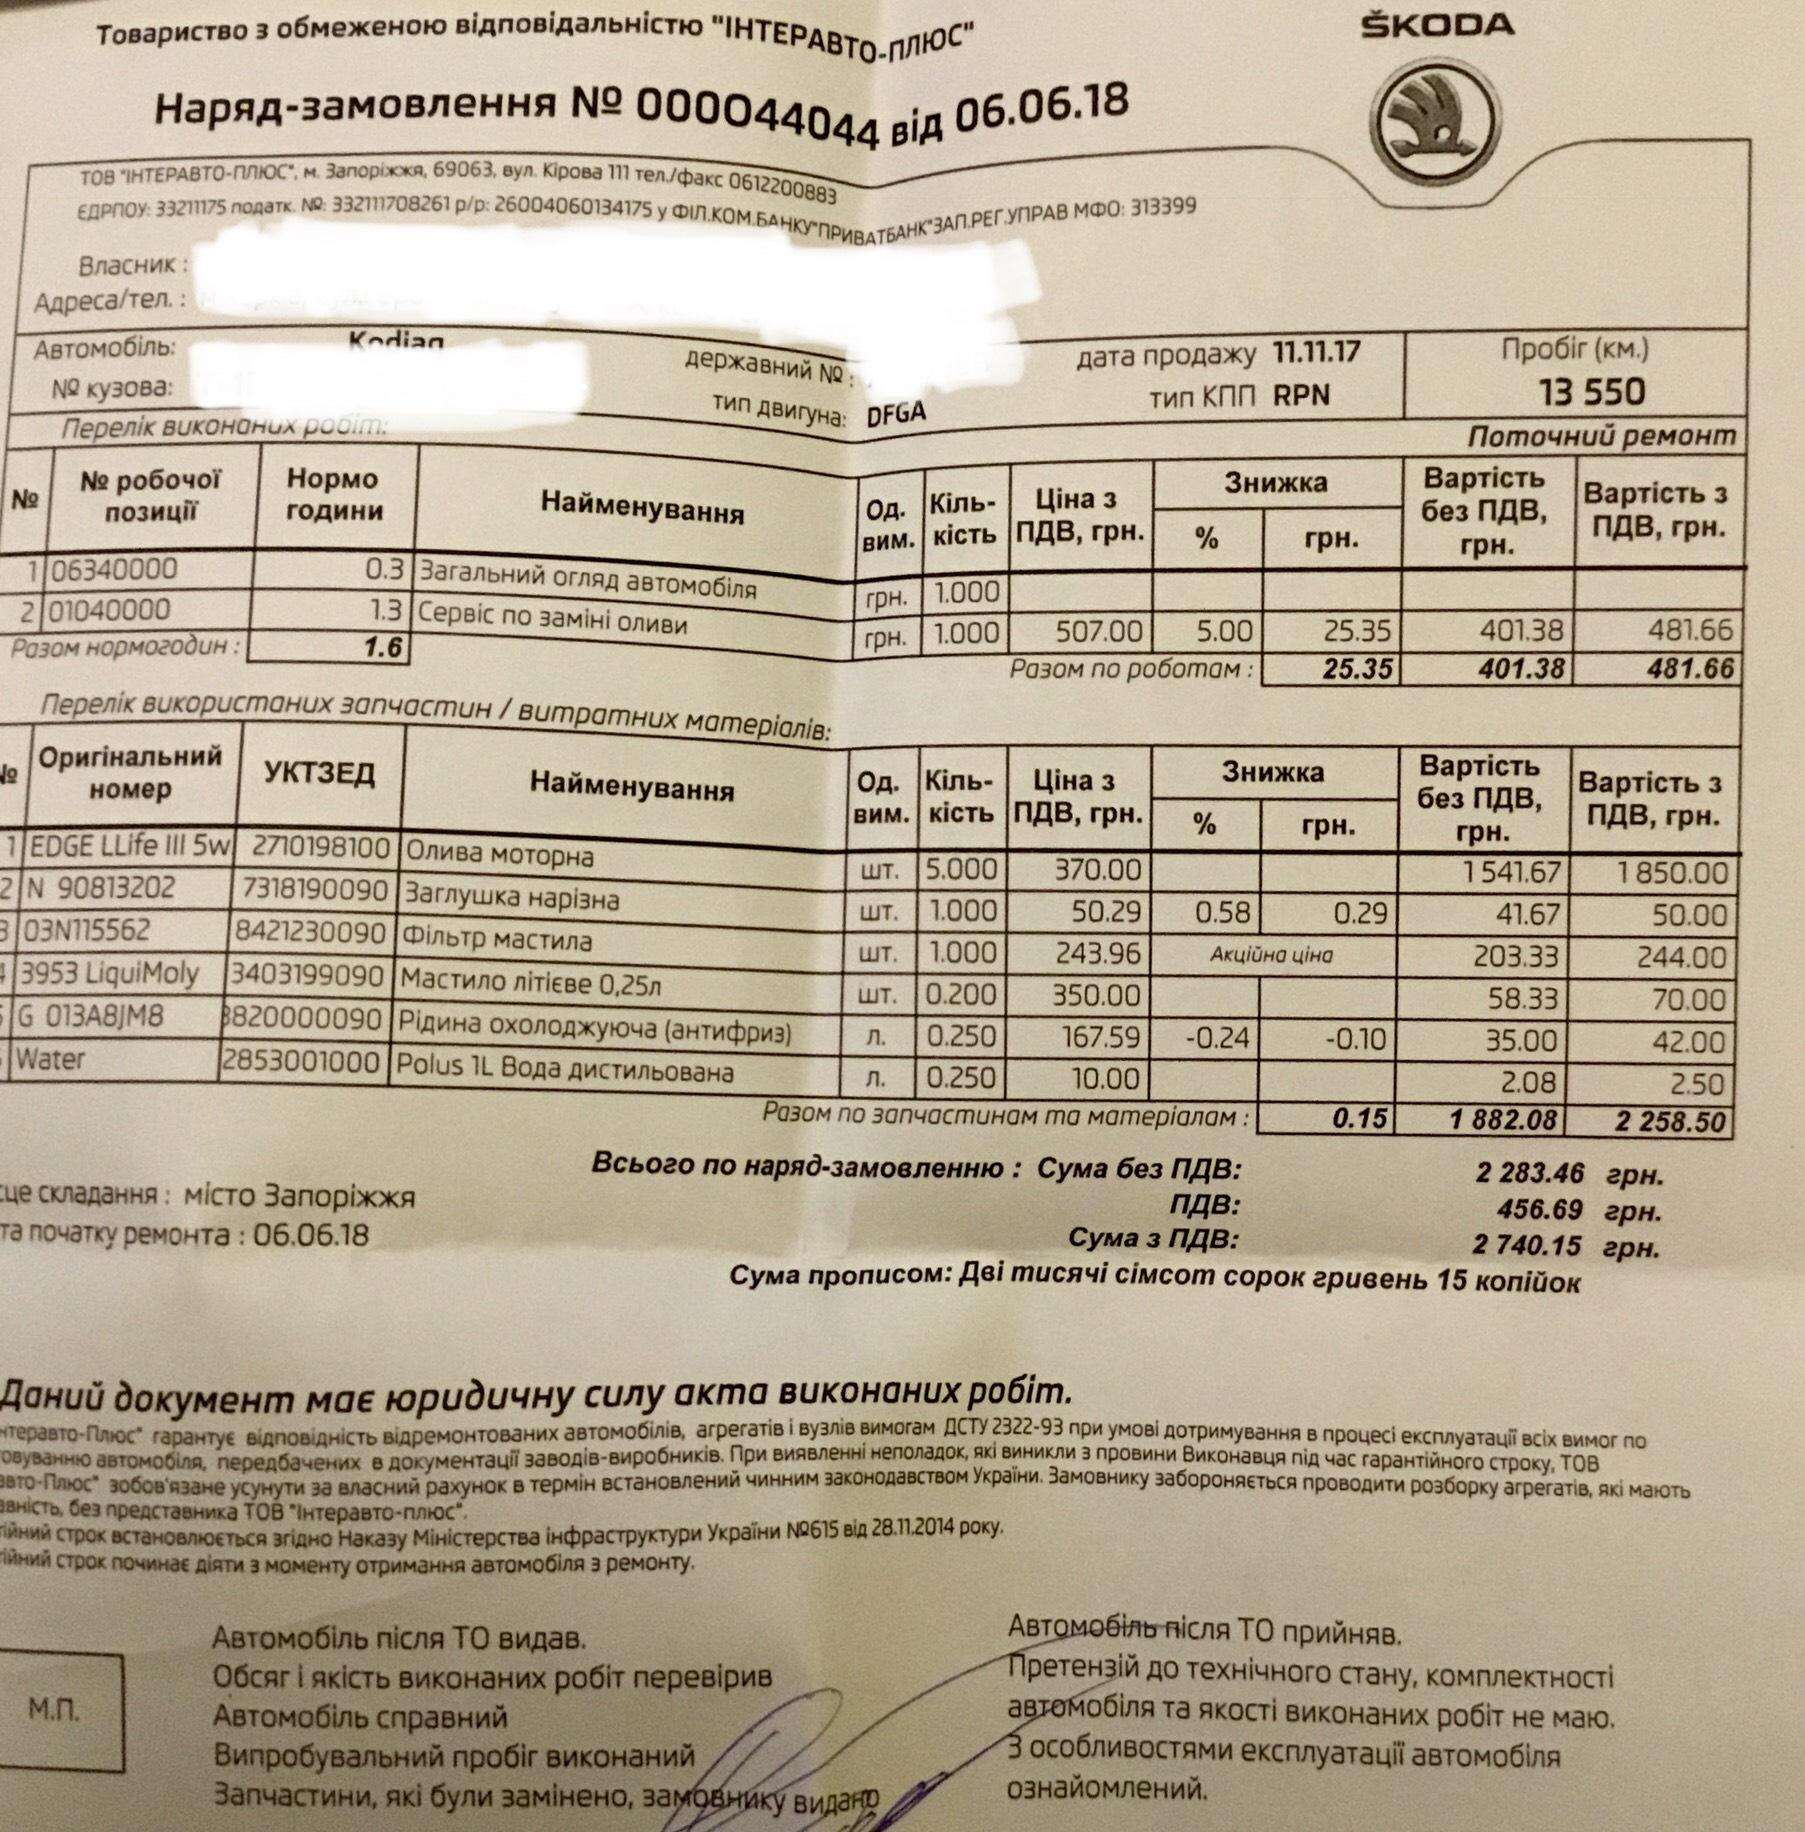 Товариство з обмеженою відповідальністю "ІНТЕРАВТО-ПЛЮС"
ŠKODA
Наряд-замовлення № 000044044 від 06.06.18
ТОВ "ІНТЕРАВТО-ПЛЮС", м. Запоріжжя, 69063, вул. Кірова 111 тел./факс 0612200883
ЄДРПОУ: 33211175 податк. №: 332111708261 р/р: 26004060134175 у ФІЛ.КОМ.БАНКУ"ПРИВАТБАНК"ЗАП.РЕГ.УПРАВ МФО: 313399
Власник :
Адреса/тел. :
Автомобіль: Kodiaq державний № : дата продажу 11.11.17 Пробіг (км.)
№ кузова: тип двигуна: DFGA тип КПП RPN 13 550
Перелік виконаних робіт: Поточний ремонт
№ № робочої позиції Нормо години Найменування Од. вим. Кіль-кість Ціна з ПДВ, грн. Знижка % грн. Вартість без ПДВ, грн. Вартість з ПДВ, грн.
1 06340000 0.3 Загальний огляд автомобіля грн. 1.000
2 01040000 1.3 Сервіс по заміні оливи грн. 1.000 507.00 5.00 25.35 401.38 481.66
Разом нормогодин : 1.6 Разом по роботам : 25.35 401.38 481.66
Перелік використаних запчастин / витратних матеріалів:
№ Оригінальний номер УКТЗЕД Найменування Од. вим. Кіль-кість Ціна з ПДВ, грн. Знижка % грн. Вартість без ПДВ, грн. Вартість з ПДВ, грн.
1 EDGE LLife III 5w 2710198100 Олива моторна шт. 5.000 370.00 1 541.67 1 850.00
2 N 90813202 7318190090 Заглушка нарізна шт. 1.000 50.29 0.58 0.29 41.67 50.00
3 03N115562 8421230090 Фільтр мастила шт. 1.000 243.96 Акційна ціна 203.33 244.00
4 3953 LiquiMoly 3403199090 Мастило літієве 0,25л шт. 0.200 350.00 58.33 70.00
G 013A8JM8 3820000090 Рідина охолоджуюча (антифриз) л. 0.250 167.59 -0.24 -0.10 35.00 42.00
Water 2853001000 Polus 1L Вода дистильована л. 0.250 10.00 2.08 2.50
Разом по запчастинам та матеріалам : 0.15 1 882.08 2 258.50
Всього по наряд-замовленню : Сума без ПДВ: 2 283.46 грн.
сце складання : місто Запоріжжя ПДВ: 456.69 грн.
та початку ремонта : 06.06.18 Сума з ПДВ: 2 740.15 грн.
Сума прописом: Дві тисячі сімсот сорок гривень 15 копійок
Даний документ має юридичну силу акта виконаних робіт.
нтеравто-Плюс" гарантує відповідність відремонтованих автомобілів, агрегатів і вузлів вимогам ДСТУ 2322-93 при умові дотримування в процесі експлуатації всіх вимог по
овуванню автомобіля, передбачених в документації заводів-виробників. При виявленні неполадок, які виникли з провини Виконавця під час гарантійного строку, ТОВ
авто-Плюс" зобов'язане усунути за власний рахунок в термін встановлений чинним законодавством України. Замовнику забороняється проводити розборку агрегатів, які мають
авність, без представника ТОВ "Інтеравто-плюс".
тійний строк встановлюється згідно Наказу Міністерства інфраструктури України №615 від 28.11.2014 року.
тійний строк починає діяти з моменту отримання автомобіля з ремонту.
М.П.
Автомобіль після ТО видав.
Обсяг і якість виконаних робіт перевірив
Автомобіль справний
Випробувальний пробіг виконаний
Запчастини, які були замінено, замовнику видано
Автомобіль після ТО прийняв.
Претензій до технічного стану, комплектності
автомобіля та якості виконаних робіт не маю.
З особливостями експлуатації автомобіля
ознайомлений.